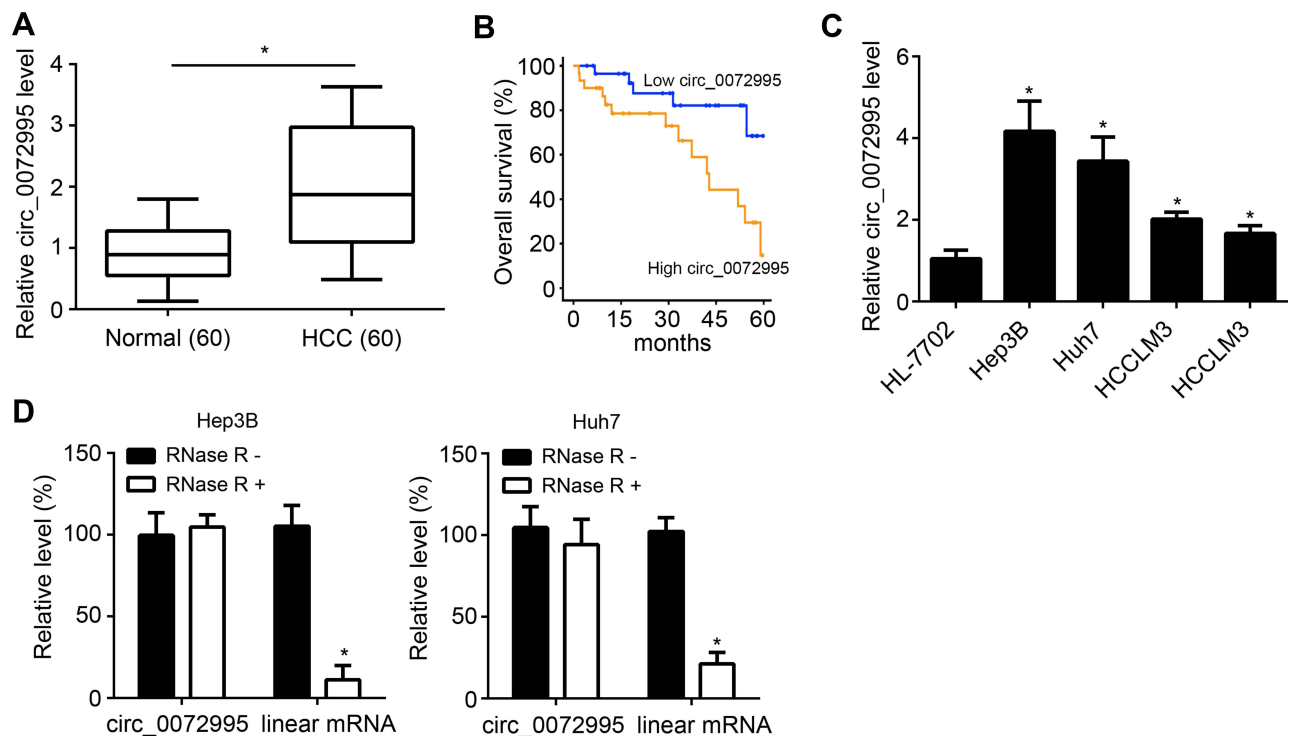 A
Relative circ_0072995 level
4
3
2
1
0
*
Normal (60)
HCC (60)
B
Overall survival (%)
100
80
60
40
20
0
Low circ_0072995
High circ_0072995
0 15 30 45 60
months
C
Relative circ_0072995 level
6
4
2
0
*
*
*
*
HL-7702
Hep3B
Huh7
HCCLM3
HCCLM3
D
Hep3B
Relative level (%)
150
100
50
0
RNase R -
RNase R +
*
circ_0072995 linear mRNA
Huh7
Relative level (%)
150
100
50
0
RNase R -
RNase R +
*
circ_0072995 linear mRNA